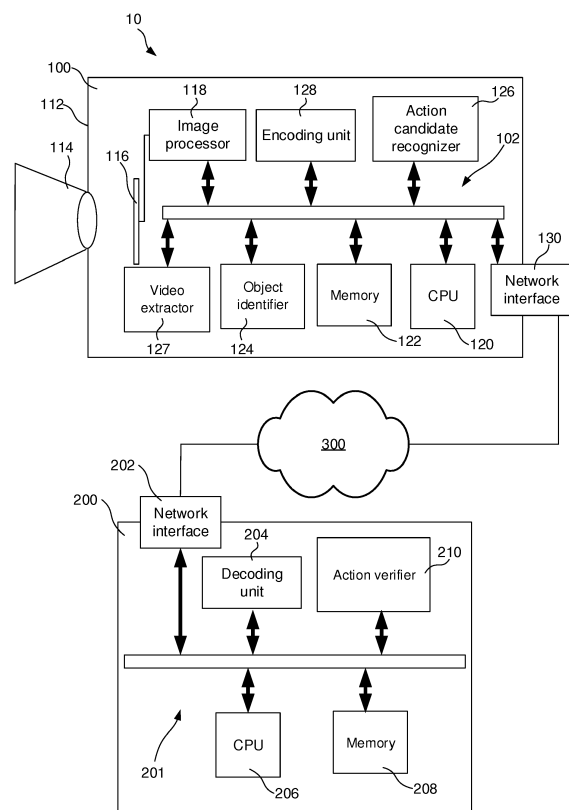 10
100
112
118
128
126
114
116
Image
processor
Encoding unit
Action
candidate
recognizer
102
130
Video
extractor
127
Object
identifier
124
Memory
122
CPU
120
Network
interface
300
202
200
Network
interface
204
Decoding
unit
210
Action verifier
201
CPU
206
Memory
208